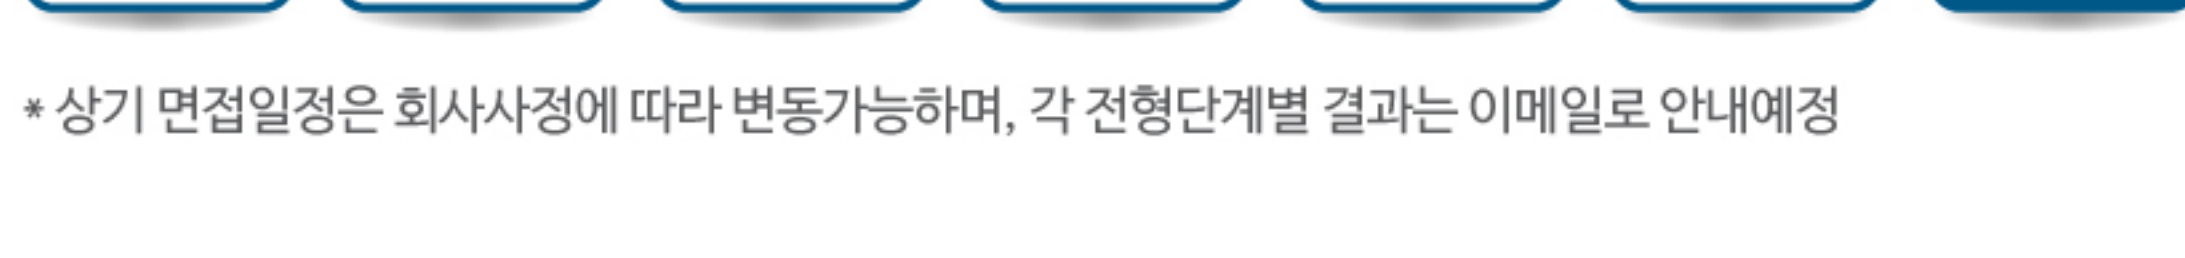 * 상기 면접일정은 회사사정에 따라 변동가능하며, 각 전형단계별 결과는 이메일로 안내예정